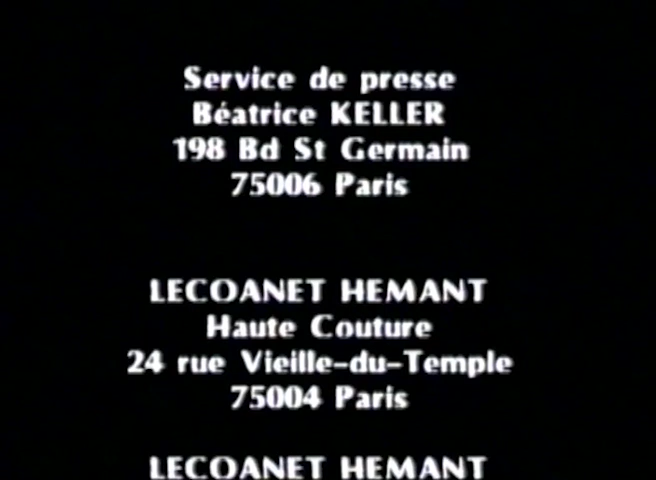 Service de presse
Béatrice KELLER
198 Bd St Germain
75006 Paris
LECOANET HEMANT
Haute Couture
24 rue Vieille-du-Temple
75004 Paris
LECOANET HEMANT